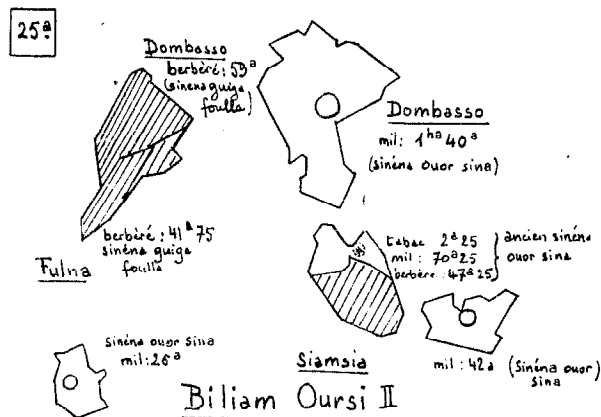 25ª
Dombasso
berbéré: 59ª
(sinéna guiga
foulla)
Dombasso
mil: 1ʰª 40ª
(sinéna ouor sina)
berbéré: 41ª 75
sinéna guiga
foulla
Fulna
tabac 2ª 25
mil: 70ª 25
berbéré: 47ª 25
ancien sinéna
ouor sina
sinéna ouor sina
mil: 26ª
Siamsia
mil: 42a
(Sinéna ouor
sina)
Biliam Oursi II